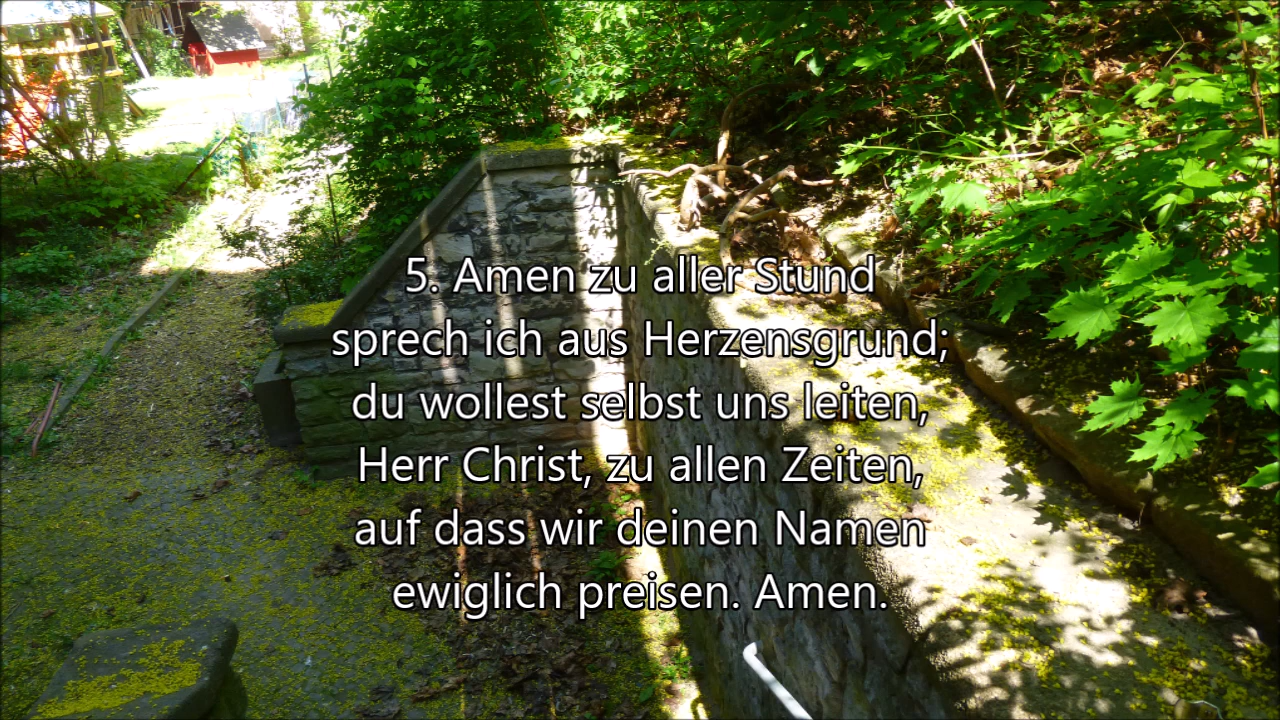 5. Amen zu aller Stund
sprech ich aus Herzensgrund;
du wollest selbst uns leiten,
Herr Christ, zu allen Zeiten,
auf dass wir deinen Namen
ewiglich preisen. Amen.